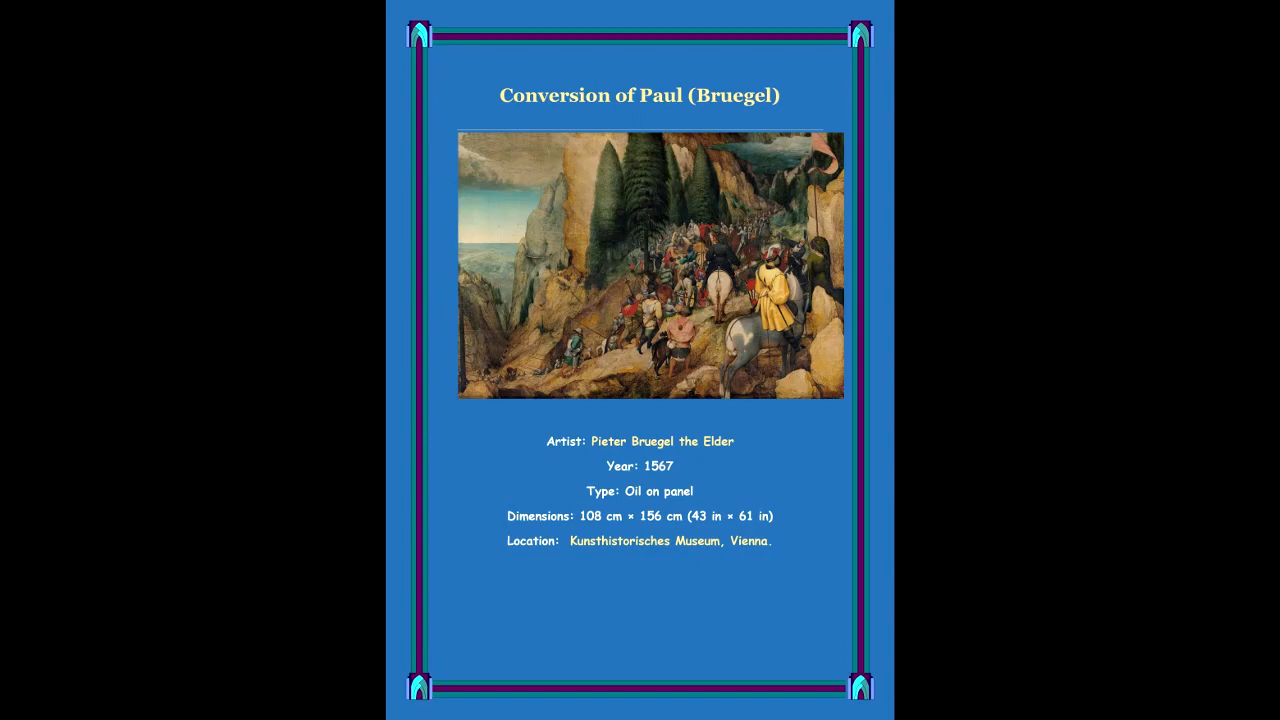 Conversion of Paul (Bruegel)
Artist: Pieter Bruegel the Elder
Year: 1567
Type: Oil on panel
Dimensions: 108 cm × 156 cm (43 in × 61 in)
Location: Kunsthistorisches Museum, Vienna.